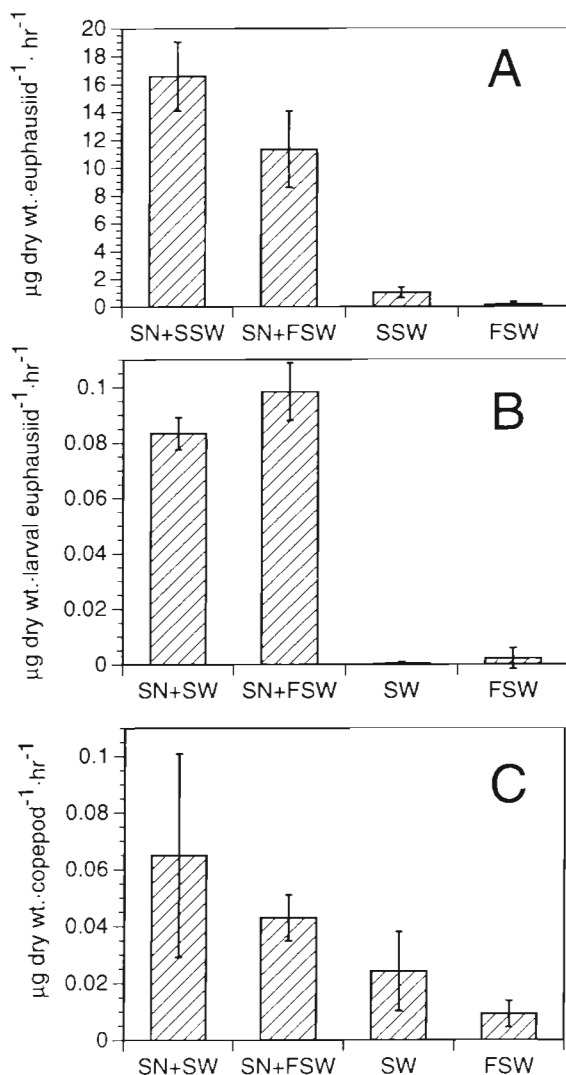 A
µg dry wt.·euphausiid⁻¹·hr⁻¹
20
18
16
14
12
10
8
6
4
2
0
SN+SSW SN+FSW SSW FSW
B
µg dry wt.·larval euphausiid⁻¹·hr⁻¹
0.1
0.08
0.06
0.04
0.02
0
SN+SW SN+FSW SW FSW
C
µg dry wt.·copepod⁻¹·hr⁻¹
0.1
0.08
0.06
0.04
0.02
0
SN+SW SN+FSW SW FSW